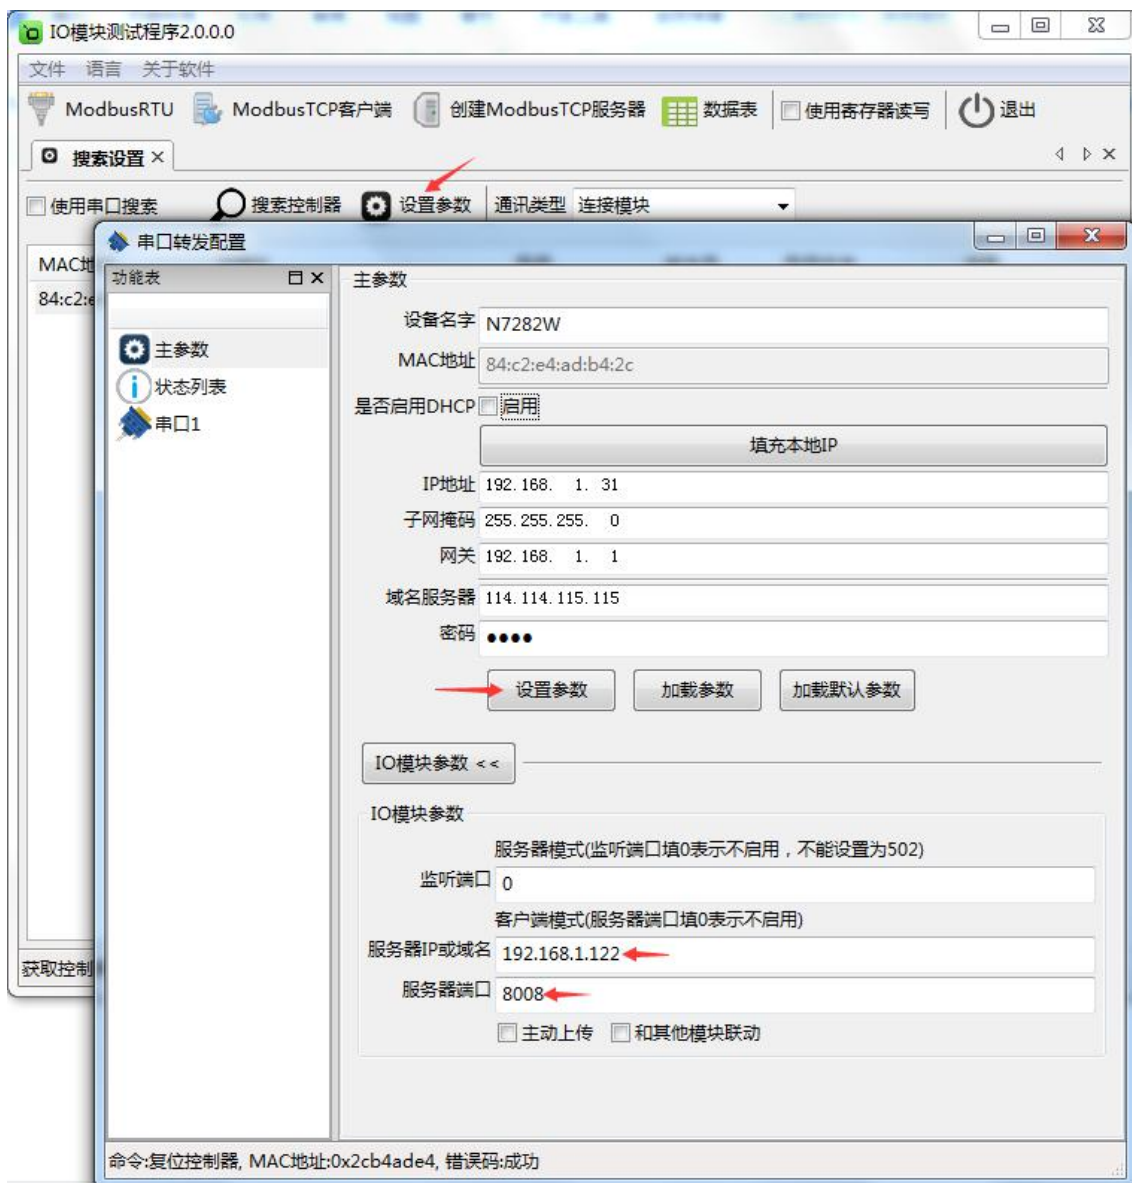 IO模块测试程序2.0.0.0
文件 语言 关于软件
ModbusRTU ModbusTCP客户端 创建ModbusTCP服务器 数据表 使用寄存器读写 退出
搜索设置
使用串口搜索 搜索控制器 设置参数 通讯类型 连接模块
串口转发配置
MAC地
84:c2:e
功能表
主参数
状态列表
串口1
主参数
设备名字 N7282W
MAC地址 84:c2:e4:ad:b4:2c
是否启用DHCP 启用
填充本地IP
IP地址 192.168. 1. 31
子网掩码 255.255.255. 0
网关 192.168. 1. 1
域名服务器 114.114.115.115
密码 ●●●●
设置参数 加载参数 加载默认参数
IO模块参数 <<
IO模块参数
服务器模式(监听端口填0表示不启用，不能设置为502)
监听端口 0
客户端模式(服务器端口填0表示不启用)
服务器IP或域名 192.168.1.122
服务器端口 8008
主动上传 和其他模块联动
获取控制
命令:复位控制器, MAC地址:0x2cb4ade4, 错误码:成功